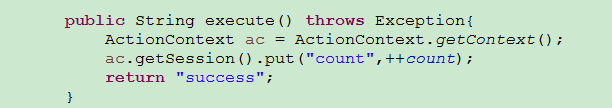 public String execute() throws Exception{
ActionContext ac = ActionContext.getContext();
ac.getSession().put("count",++count);
return "success";
}